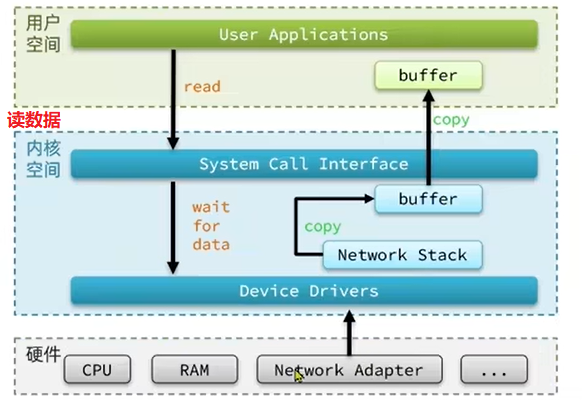 用户
空间
User Applications
buffer
read
copy
读数据
内核
空间
System Call Interface
wait
for
data
buffer
copy
Network Stack
Device Drivers
硬件
CPU
RAM
Network Adapter
...